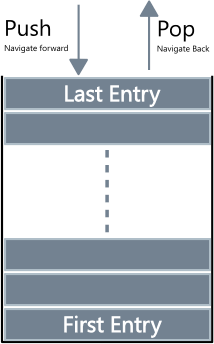 Push
Navigate forward
Pop
Navigate Back
Last Entry
First Entry